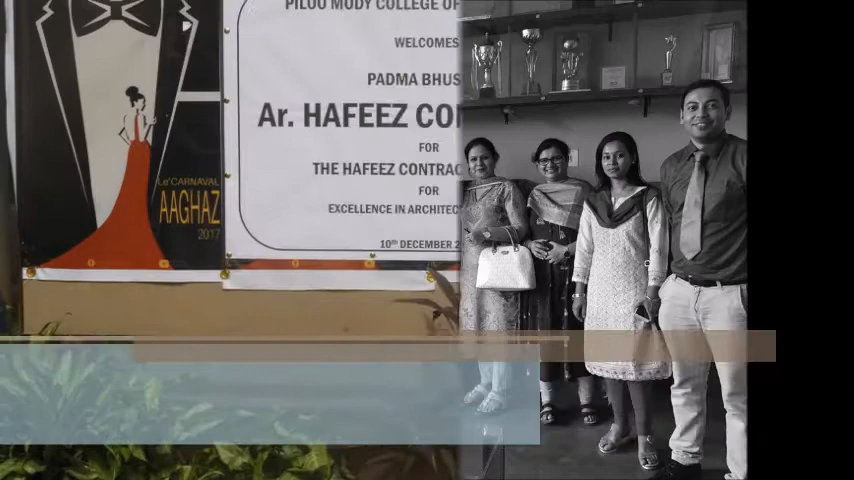 PILOO MODY COLLEGE OF
WELCOMES
PADMA BHUS
Ar. HAFEEZ CO
FOR
THE HAFEEZ CONTRAC
FOR
EXCELLENCE IN ARCHITEC
10TH DECEMBER 2
Le'CARNAVAL
AAGHAZ
2017